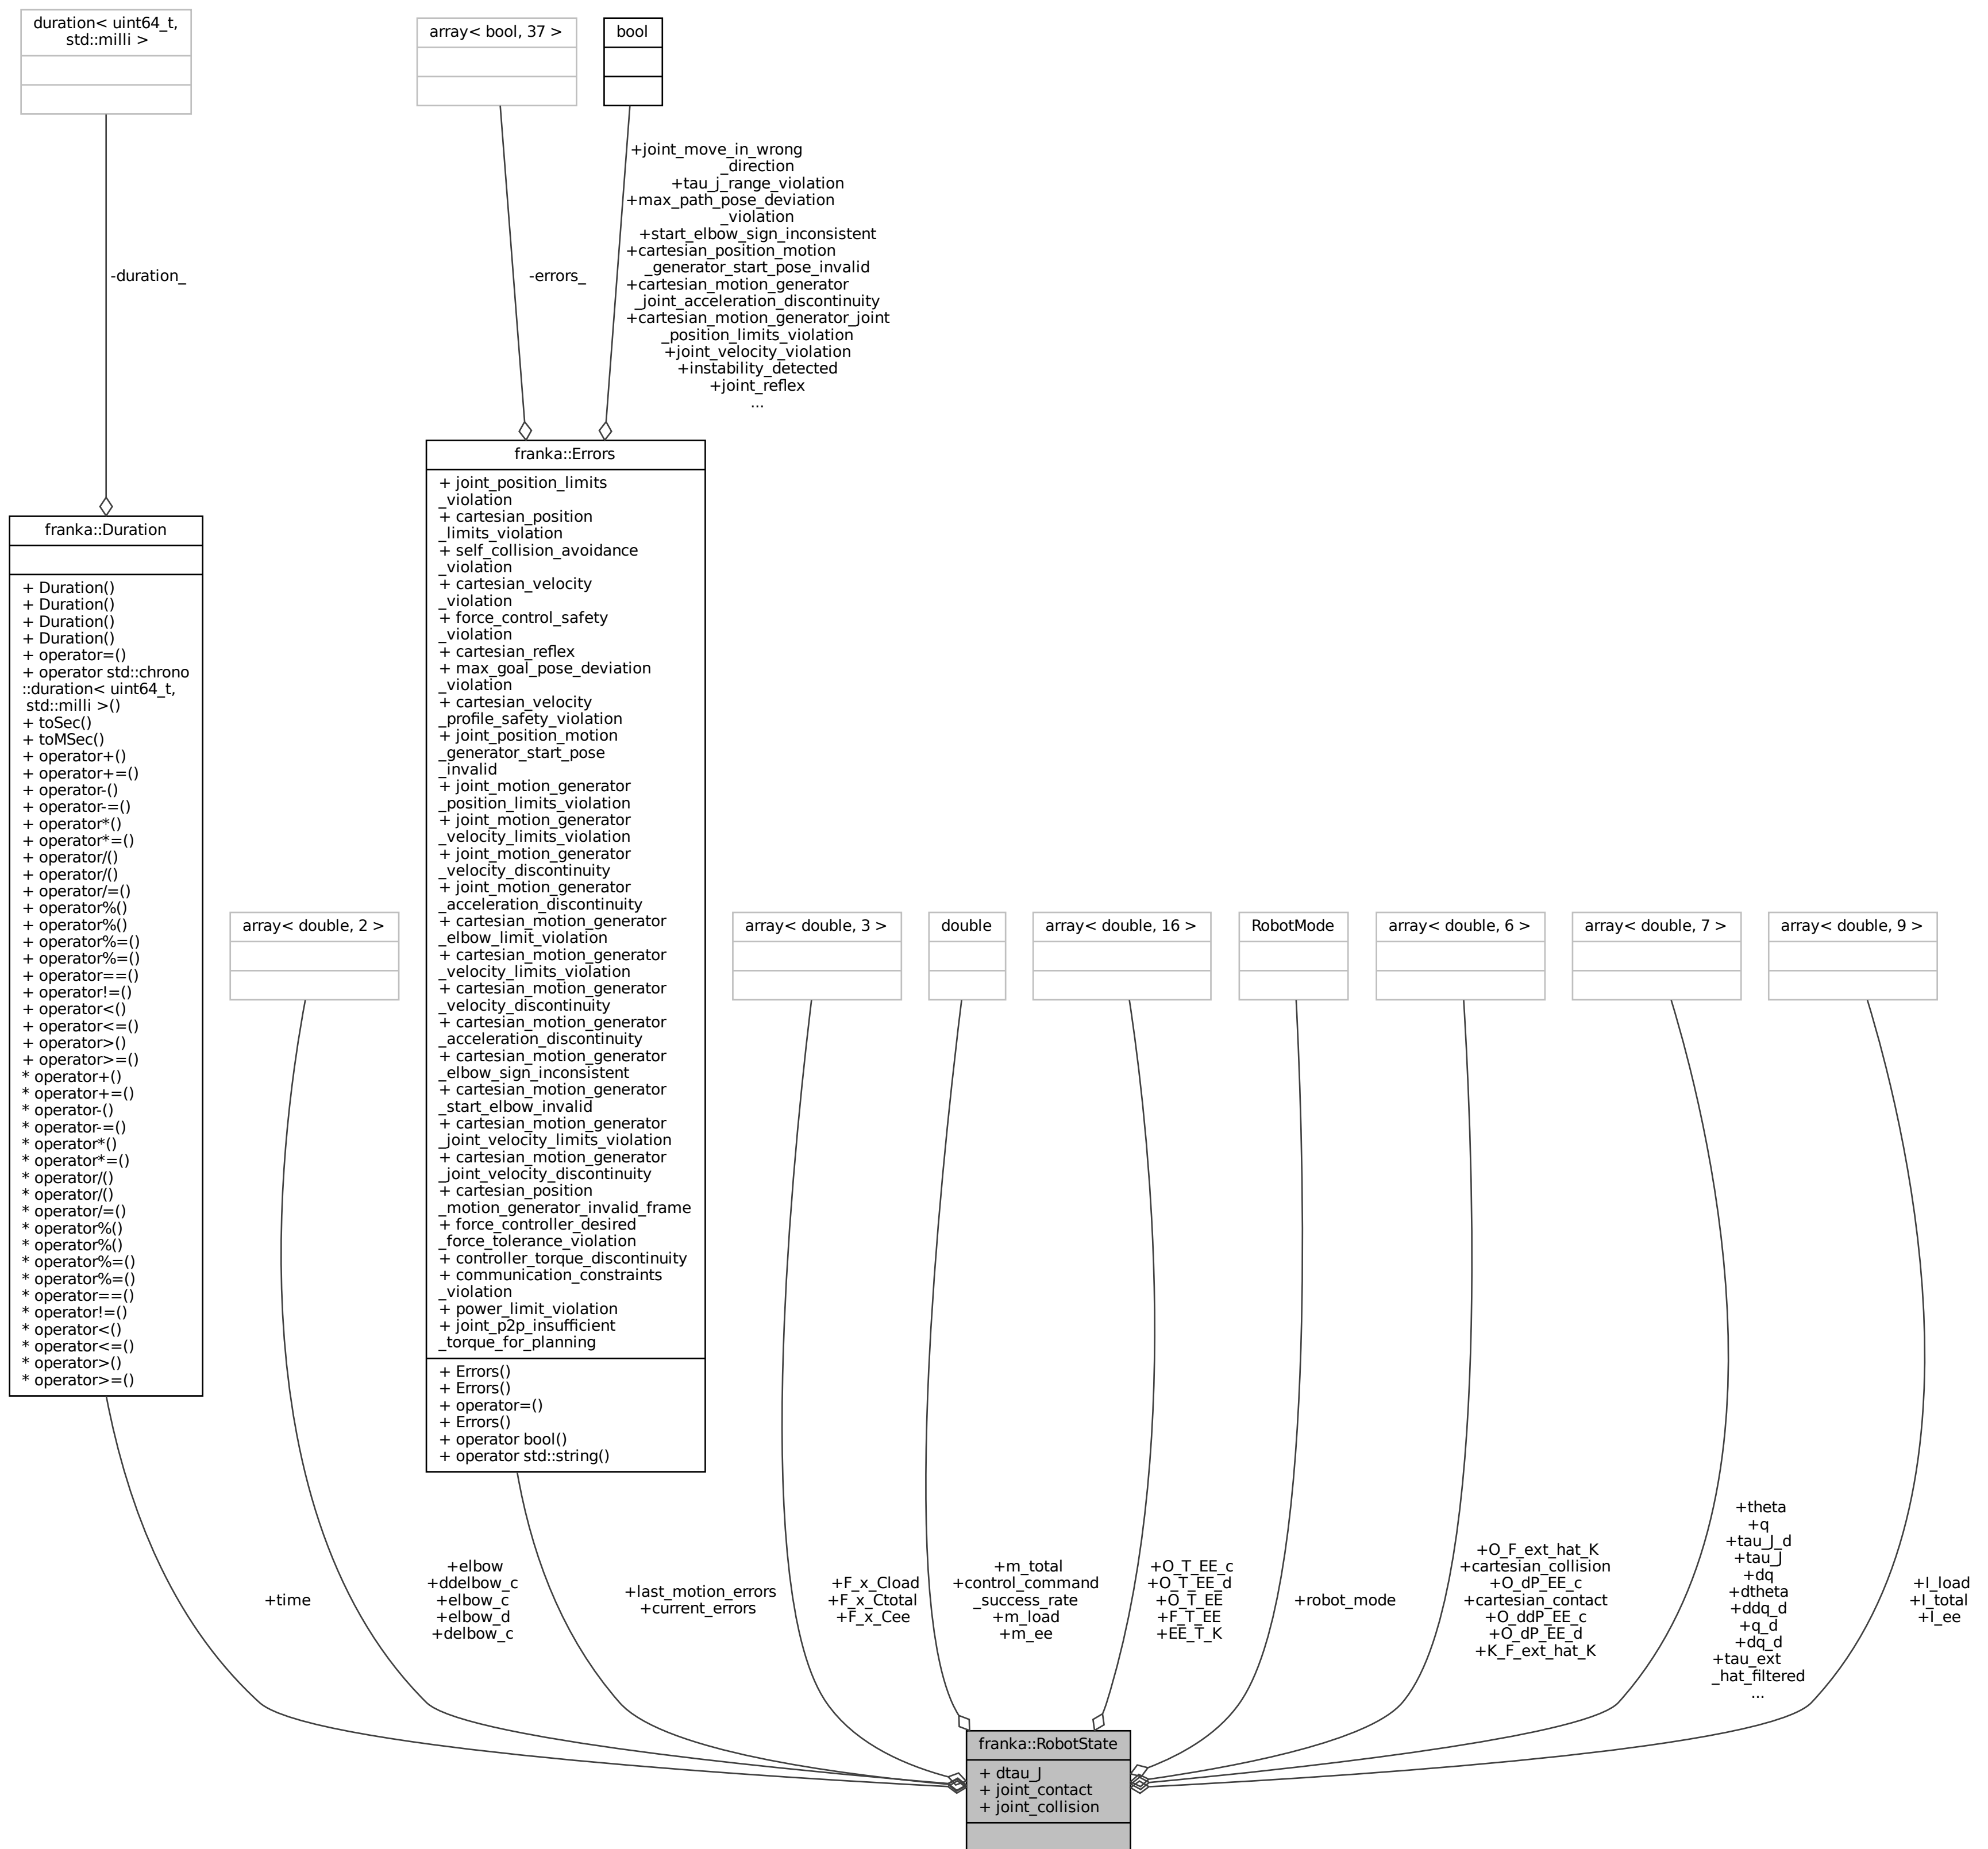 duration< uint64_t,
std::milli >
array< bool, 37 >
bool
-duration_
-errors_
+joint_move_in_wrong
_direction
+tau_j_range_violation
+max_path_pose_deviation
_violation
+start_elbow_sign_inconsistent
+cartesian_position_motion
_generator_start_pose_invalid
+cartesian_motion_generator
_joint_acceleration_discontinuity
+cartesian_motion_generator_joint
_position_limits_violation
+joint_velocity_violation
+instability_detected
+joint_reflex
...
franka::Duration
+ Duration()
+ Duration()
+ Duration()
+ Duration()
+ operator=()
+ operator std::chrono
::duration< uint64_t,
std::milli >()
+ toSec()
+ toMSec()
+ operator+()
+ operator+=()
+ operator-()
+ operator-=()
+ operator*()
+ operator*=()
+ operator/()
+ operator/()
+ operator/=()
+ operator%()
+ operator%()
+ operator%=()
+ operator%=()
+ operator==()
+ operator!=()
+ operator<()
+ operator<=()
+ operator>()
+ operator>=()
* operator+()
* operator+=()
* operator-()
* operator-=()
* operator*()
* operator*=()
* operator/()
* operator/()
* operator/=()
* operator%()
* operator%()
* operator%=()
* operator%=()
* operator==()
* operator!=()
* operator<()
* operator<=()
* operator>()
* operator>=()
franka::Errors
+ joint_position_limits
_violation
+ cartesian_position
_limits_violation
+ self_collision_avoidance
_violation
+ cartesian_velocity
_violation
+ force_control_safety
_violation
+ cartesian_reflex
+ max_goal_pose_deviation
_violation
+ cartesian_velocity
_profile_safety_violation
+ joint_position_motion
_generator_start_pose
_invalid
+ joint_motion_generator
_position_limits_violation
+ joint_motion_generator
_velocity_limits_violation
+ joint_motion_generator
_velocity_discontinuity
+ joint_motion_generator
_acceleration_discontinuity
+ cartesian_motion_generator
_elbow_limit_violation
+ cartesian_motion_generator
_velocity_limits_violation
+ cartesian_motion_generator
_velocity_discontinuity
+ cartesian_motion_generator
_acceleration_discontinuity
+ cartesian_motion_generator
_elbow_sign_inconsistent
+ cartesian_motion_generator
_start_elbow_invalid
+ cartesian_motion_generator
_joint_velocity_limits_violation
+ cartesian_motion_generator
_joint_velocity_discontinuity
+ cartesian_position
_motion_generator_invalid_frame
+ force_controller_desired
_force_tolerance_violation
+ controller_torque_discontinuity
+ communication_constraints
_violation
+ power_limit_violation
+ joint_p2p_insufficient
_torque_for_planning
+ Errors()
+ Errors()
+ operator=()
+ Errors()
+ operator bool()
+ operator std::string()
array< double, 2 >
array< double, 3 >
double
array< double, 16 >
RobotMode
array< double, 6 >
array< double, 7 >
array< double, 9 >
+time
+elbow
+ddelbow_c
+elbow_c
+elbow_d
+delbow_c
+last_motion_errors
+current_errors
+F_x_Cload
+F_x_Ctotal
+F_x_Cee
+m_total
+control_command
_success_rate
+m_load
+m_ee
+O_T_EE_c
+O_T_EE_d
+O_T_EE
+F_T_EE
+EE_T_K
+robot_mode
+O_F_ext_hat_K
+cartesian_collision
+O_dP_EE_c
+cartesian_contact
+O_ddP_EE_c
+O_dP_EE_d
+K_F_ext_hat_K
+theta
+q
+tau_J_d
+tau_J
+dq
+dtheta
+ddq_d
+q_d
+dq_d
+tau_ext
_hat_filtered
...
+I_load
+I_total
+I_ee
franka::RobotState
+ dtau_J
+ joint_contact
+ joint_collision